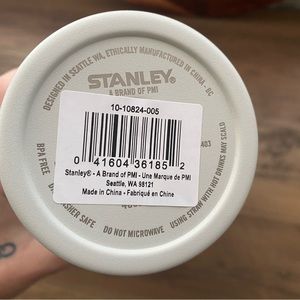 DESIGNED IN SEATTLE WA, ETHICALLY MANUFACTURED IN CHINA - BC
STANLEY®
A BRAND OF PMI
10-10824-005
0 41604 36185 2
Stanley® - A Brand of PMI - Une Marque de PMI
Seattle, WA 98121
Made in China - Fabriqué en Chine
BPA FREE
SAFE
DO NOT MICROWAVE
USING STRAW WITH HOT DRINKS MAY SCALD